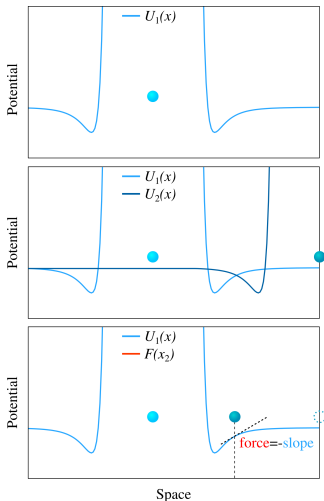 U₁(x)
Potential
U₁(x)
U₂(x)
Potential
U₁(x)
F(x₂)
Potential
force=-slope
Space